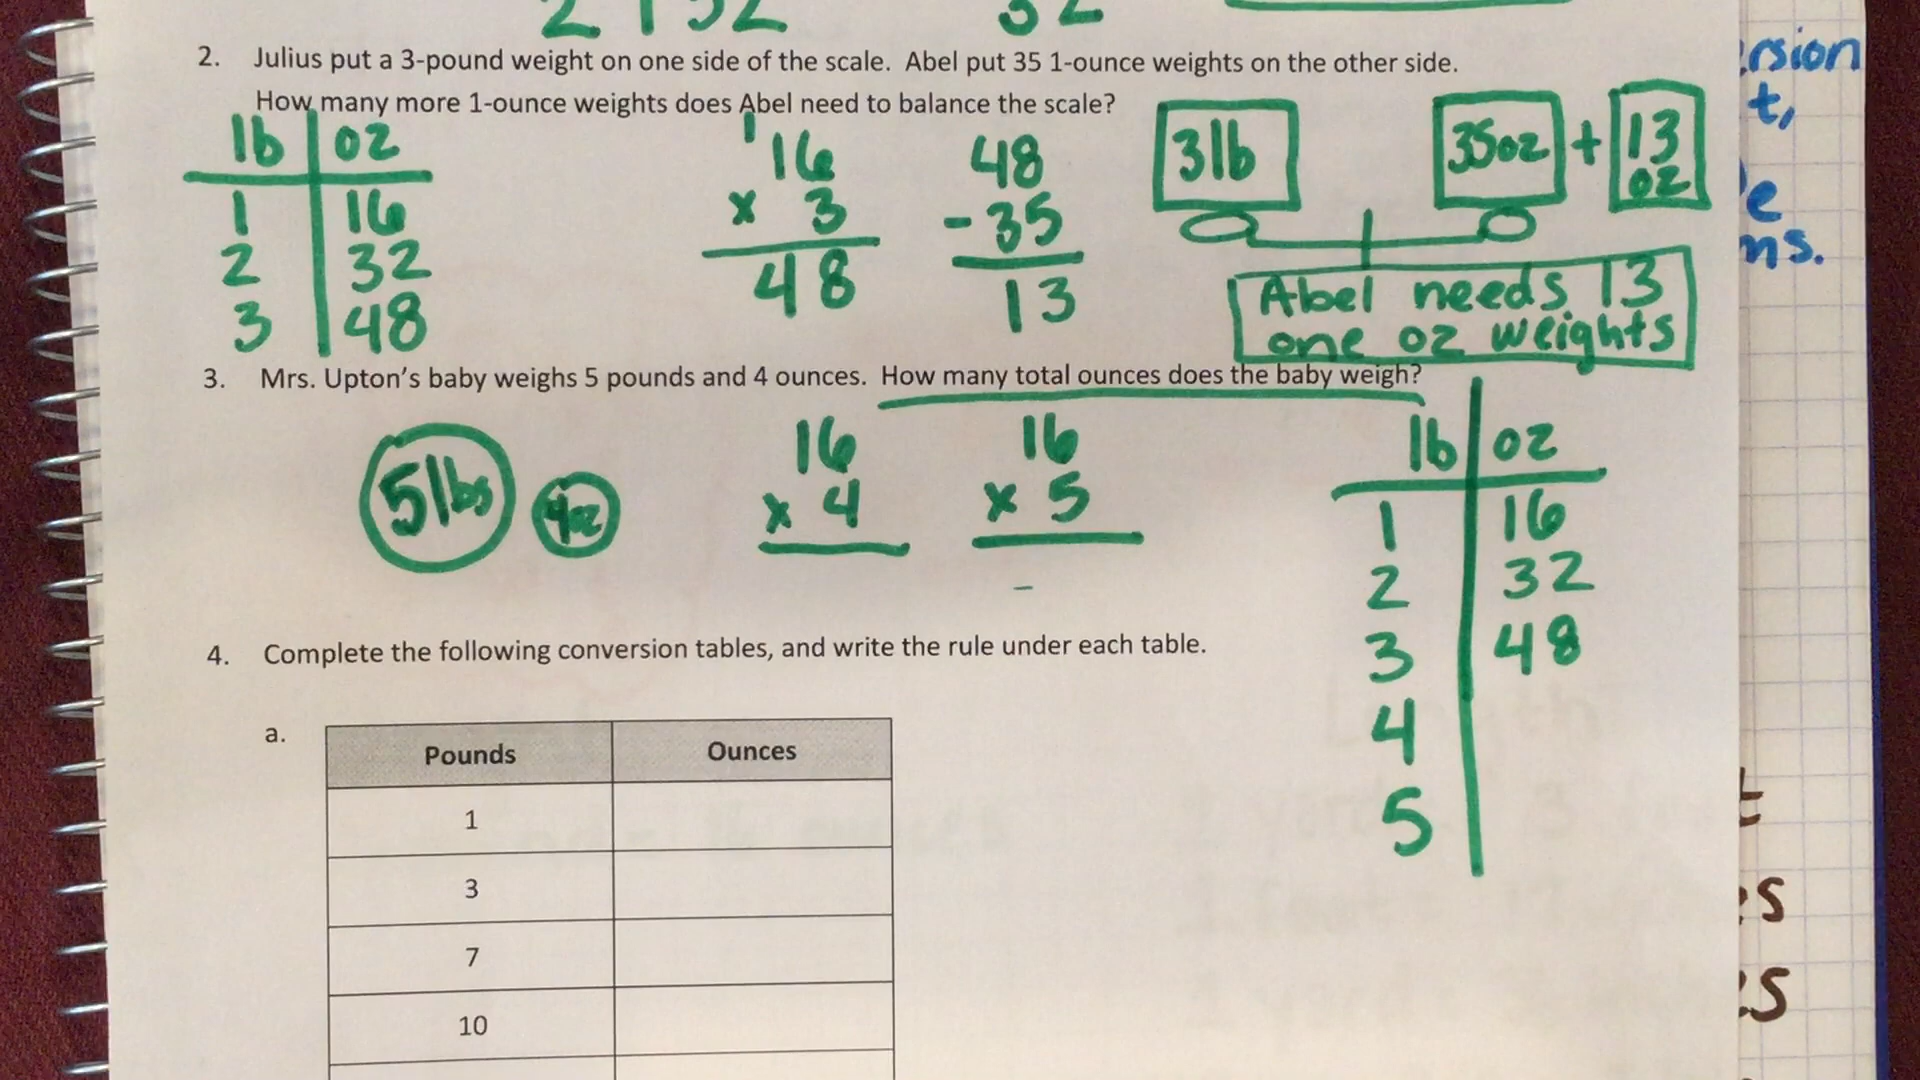 2. Julius put a 3-pound weight on one side of the scale. Abel put 35 1-ounce weights on the other side.
How many more 1-ounce weights does Abel need to balance the scale?
lb oz
1 16
2 32
3 48
1
16
x 3
48
48
-35
13
3lb
35oz + 13 oz
Abel needs 13
one oz weights
3. Mrs. Upton's baby weighs 5 pounds and 4 ounces. How many total ounces does the baby weigh?
5lbs 4oz
16
x 4
16
x 5
lb oz
1 16
2 32
3 48
4
5
4. Complete the following conversion tables, and write the rule under each table.
a.
Pounds Ounces
1
3
7
10